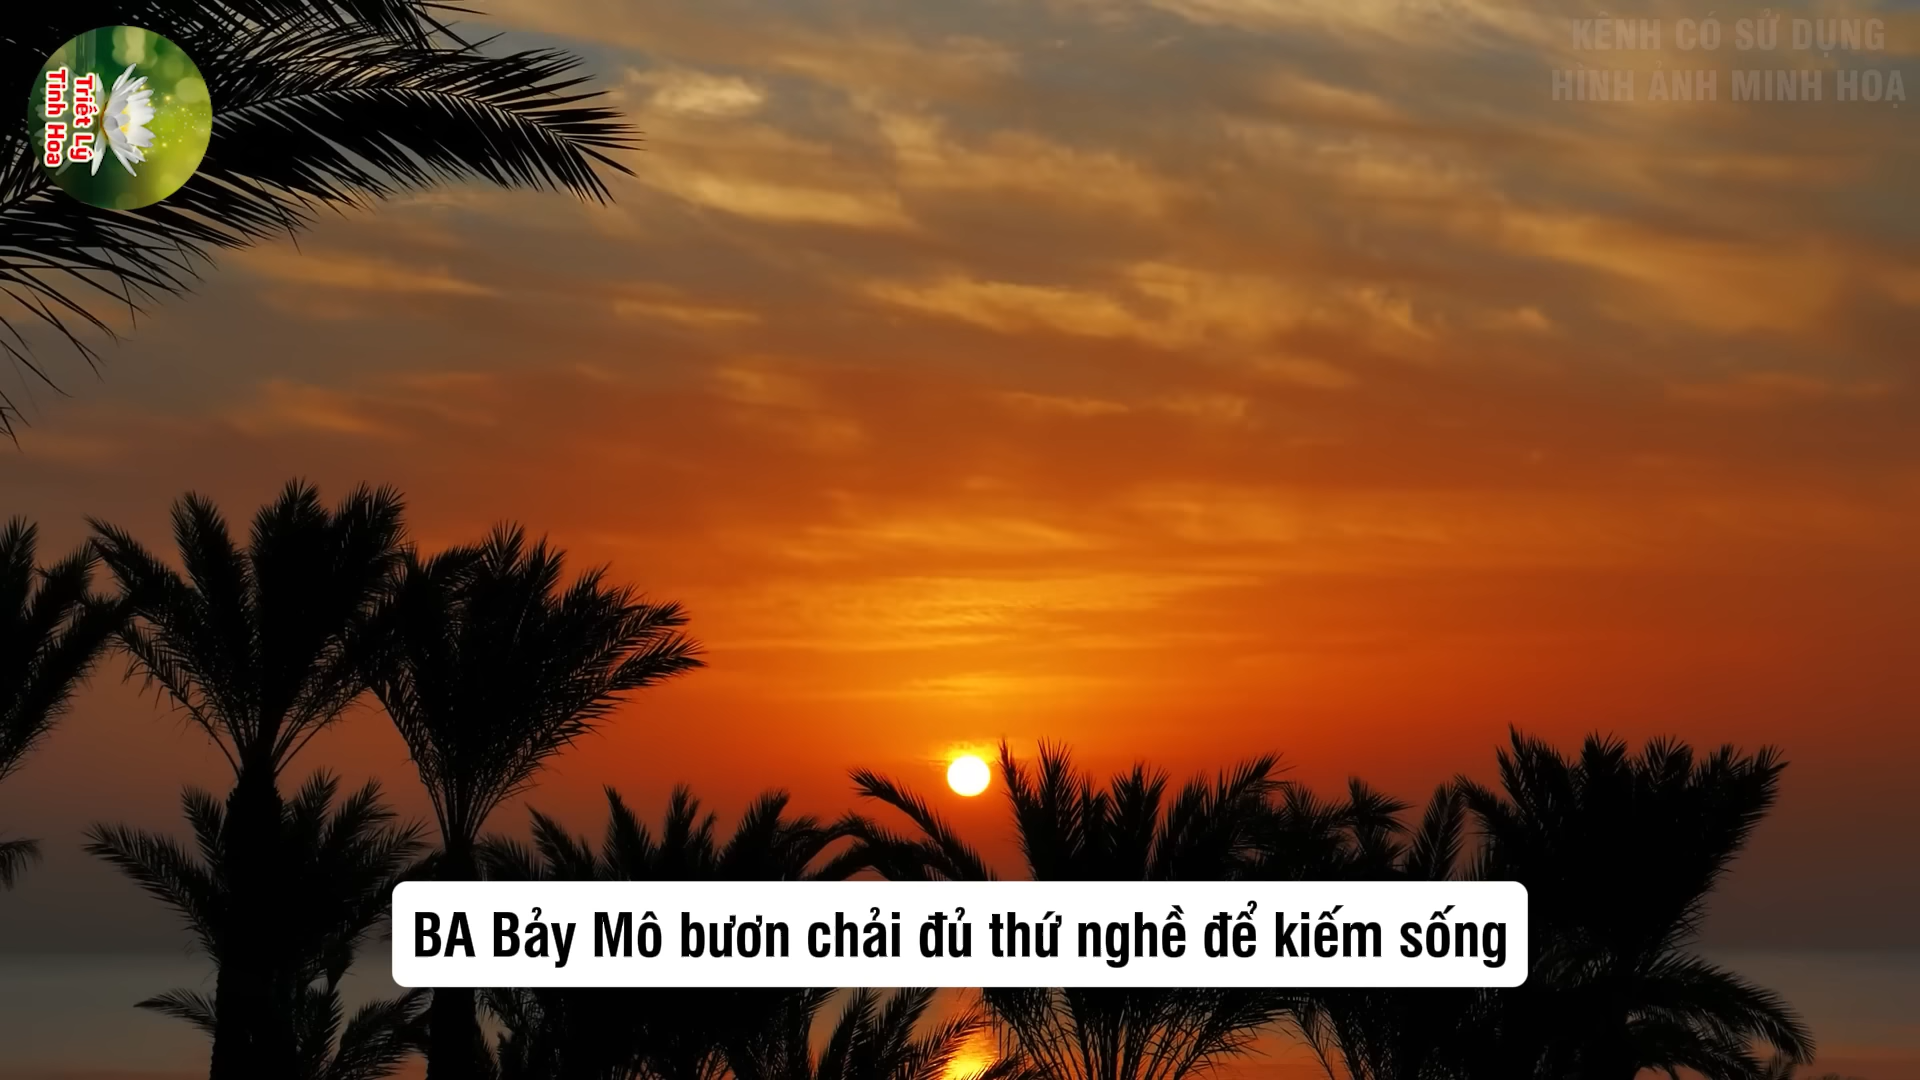 Triết Lý
Tinh Hoa
KÊNH CÓ SỬ DỤNG
HÌNH ẢNH MINH HOẠ
BA Bảy Mô bươn chải đủ thứ nghề để kiếm sống